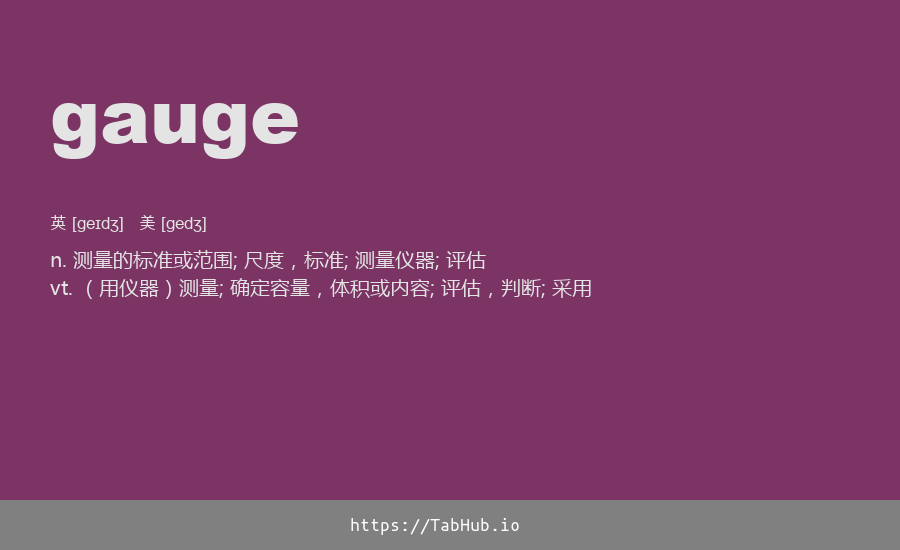 gauge
英 [geɪdʒ] 美 [gedʒ]
n. 测量的标准或范围; 尺度，标准; 测量仪器; 评估
vt. （用仪器）测量; 确定容量，体积或内容; 评估，判断; 采用
https://TabHub.io